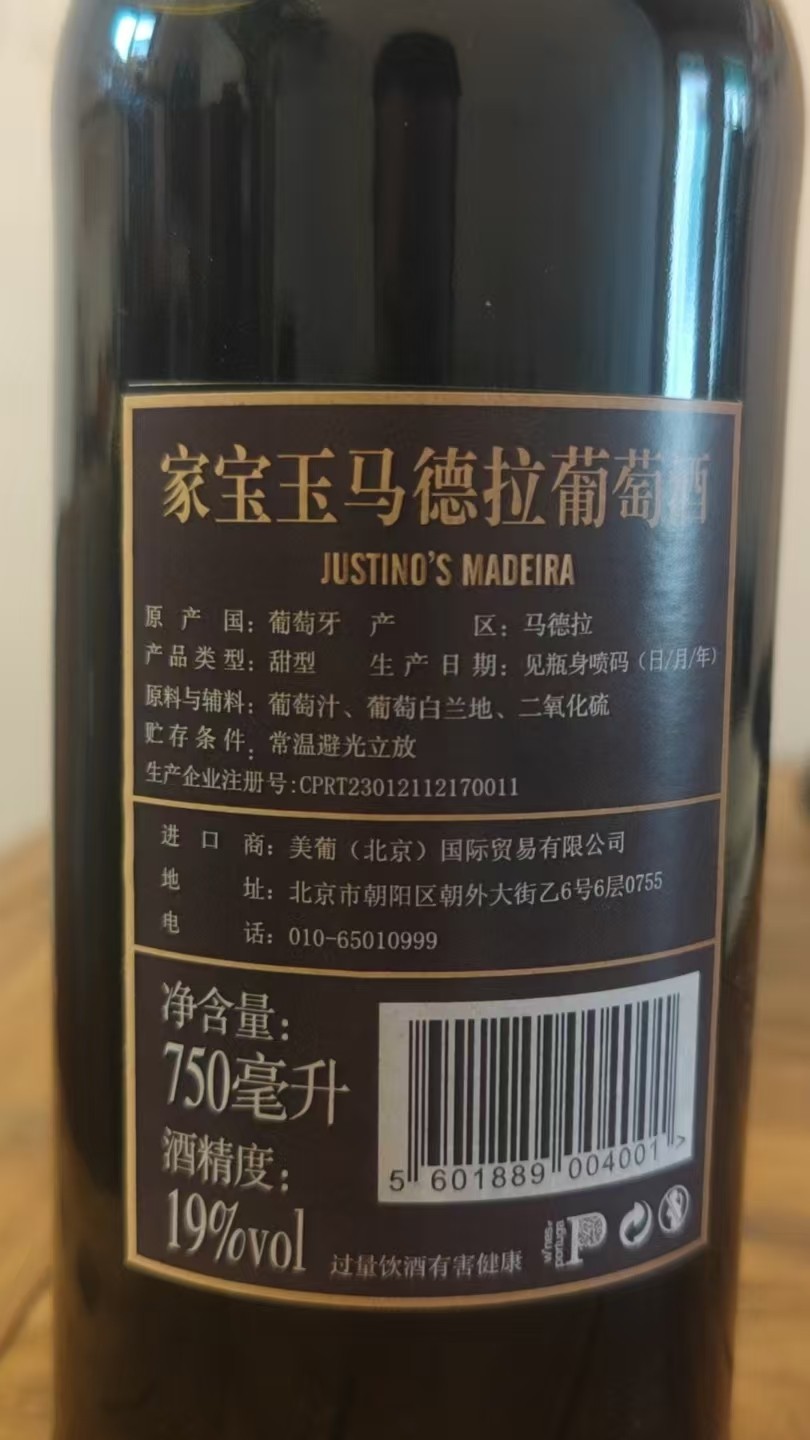 家宝玉马德拉葡萄酒
JUSTINO'S MADEIRA
原产国：葡萄牙 产区：马德拉
产品类型：甜型 生产日期：见瓶身喷码（日/月/年）
原料与辅料：葡萄汁、葡萄白兰地、二氧化硫
贮存条件：常温避光立放
生产企业注册号:CPRT23012112170011
进口商：美葡（北京）国际贸易有限公司
地址：北京市朝阳区朝外大街乙6号6层0755
电话：010-65010999
净含量：
750毫升
酒精度：
19%vol
5 601889 004001 >
过量饮酒有害健康
wines of portugal
P